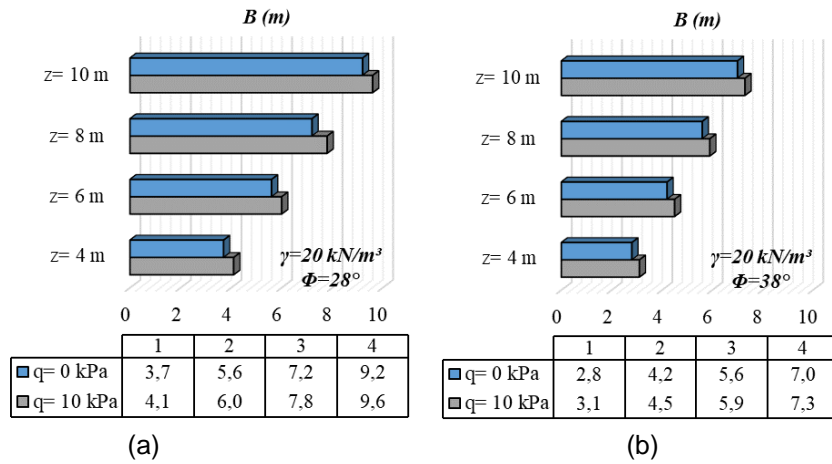 B (m)
z= 10 m
z= 8 m
z= 6 m
z= 4 m
γ=20 kN/m³
Φ=28°
0 2 4 6 8 10
1 2 3 4
q= 0 kPa 3,7 5,6 7,2 9,2
q= 10 kPa 4,1 6,0 7,8 9,6
(a)
B (m)
z= 10 m
z= 8 m
z= 6 m
z= 4 m
γ=20 kN/m³
Φ=38°
0 2 4 6 8 10
1 2 3 4
q= 0 kPa 2,8 4,2 5,6 7,0
q= 10 kPa 3,1 4,5 5,9 7,3
(b)